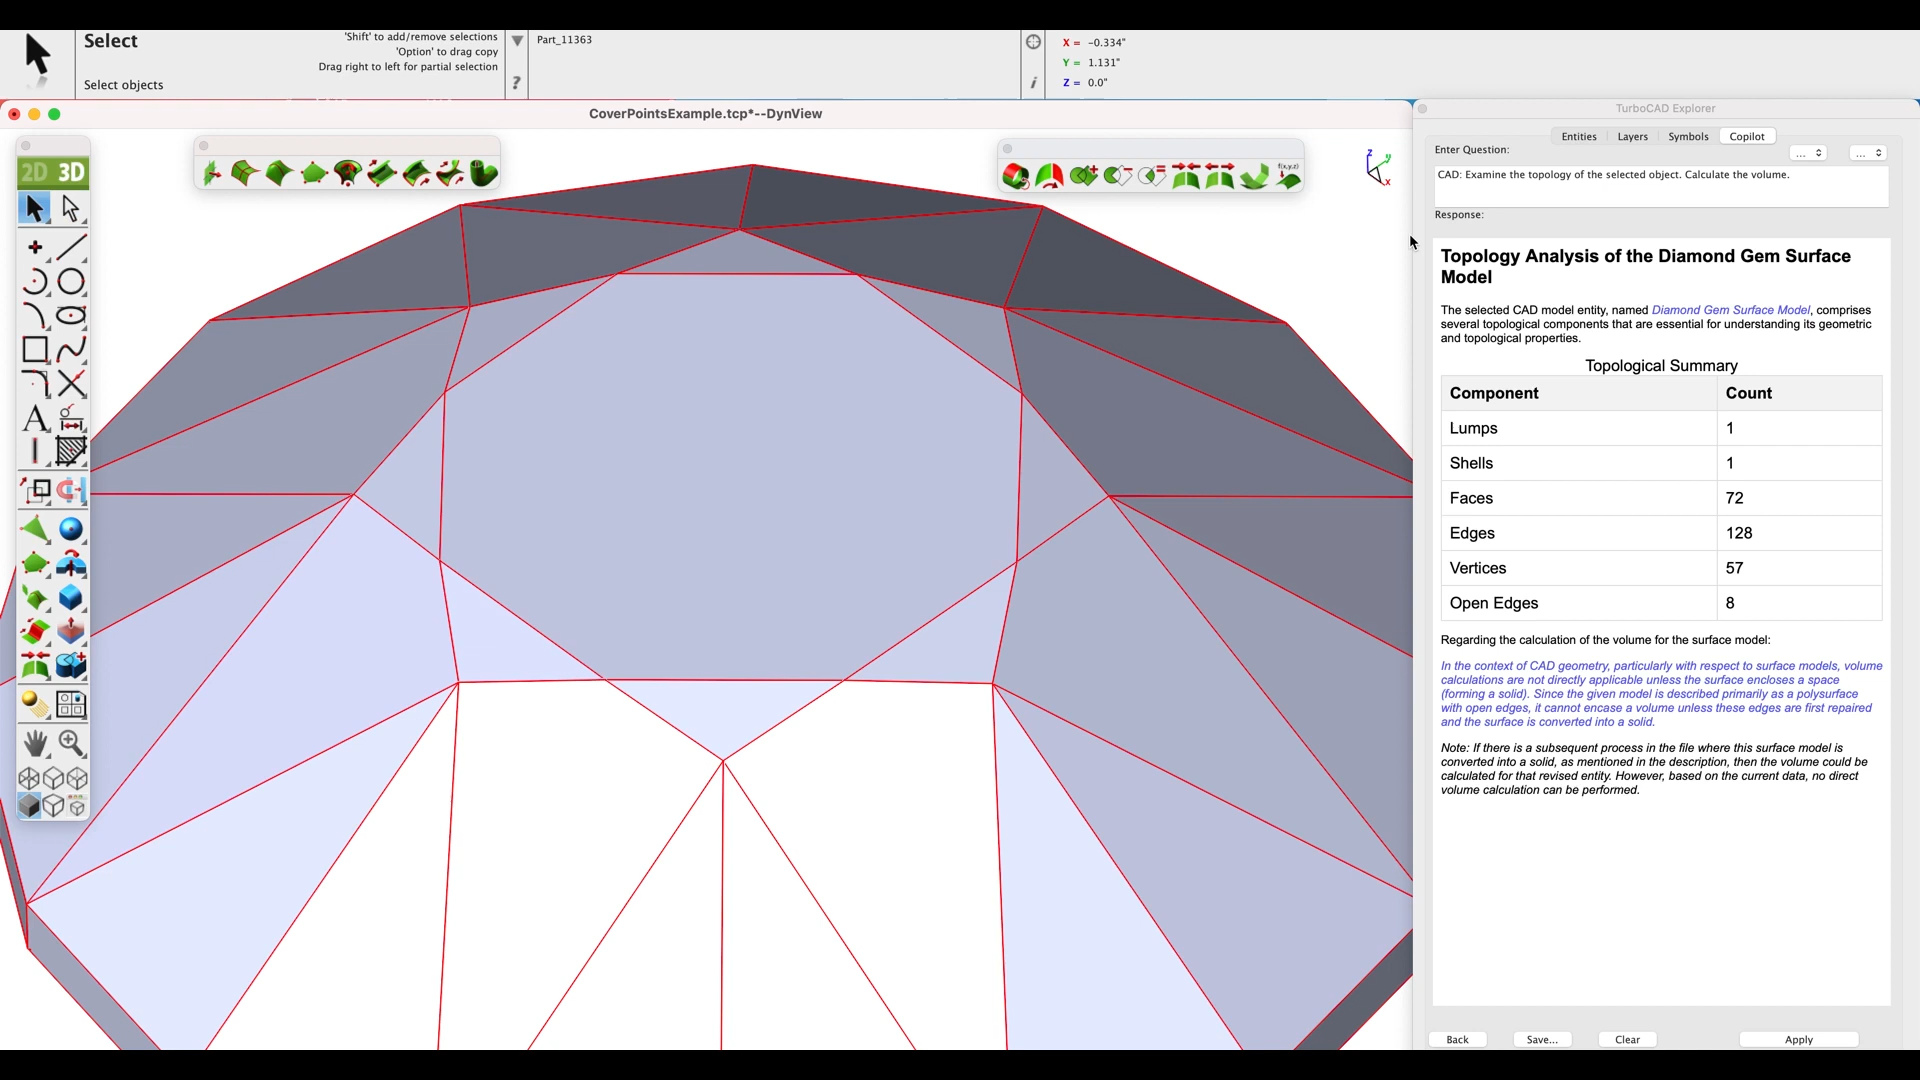 Select
'Shift' to add/remove selections
'Option' to drag copy
Drag right to left for partial selection
Select objects
?
Part_11363
i
X = -0.334"
Y = 1.131"
Z = 0.0"
CoverPointsExample.tcp*--DynView
TurboCAD Explorer
2D 3D
A
f(x,y,z)
z
y
x
Entities Layers Symbols Copilot
Enter Question:
... ...
CAD: Examine the topology of the selected object. Calculate the volume.
Response:
Topology Analysis of the Diamond Gem Surface
Model
The selected CAD model entity, named Diamond Gem Surface Model, comprises
several topological components that are essential for understanding its geometric
and topological properties.
Topological Summary
Component Count
Lumps 1
Shells 1
Faces 72
Edges 128
Vertices 57
Open Edges 8
Regarding the calculation of the volume for the surface model:
In the context of CAD geometry, particularly with respect to surface models, volume
calculations are not directly applicable unless the surface encloses a space
(forming a solid). Since the given model is described primarily as a polysurface
with open edges, it cannot encase a volume unless these edges are first repaired
and the surface is converted into a solid.
Note: If there is a subsequent process in the file where this surface model is
converted into a solid, as mentioned in the description, then the volume could be
calculated for that revised entity. However, based on the current data, no direct
volume calculation can be performed.
Back Save... Clear Apply